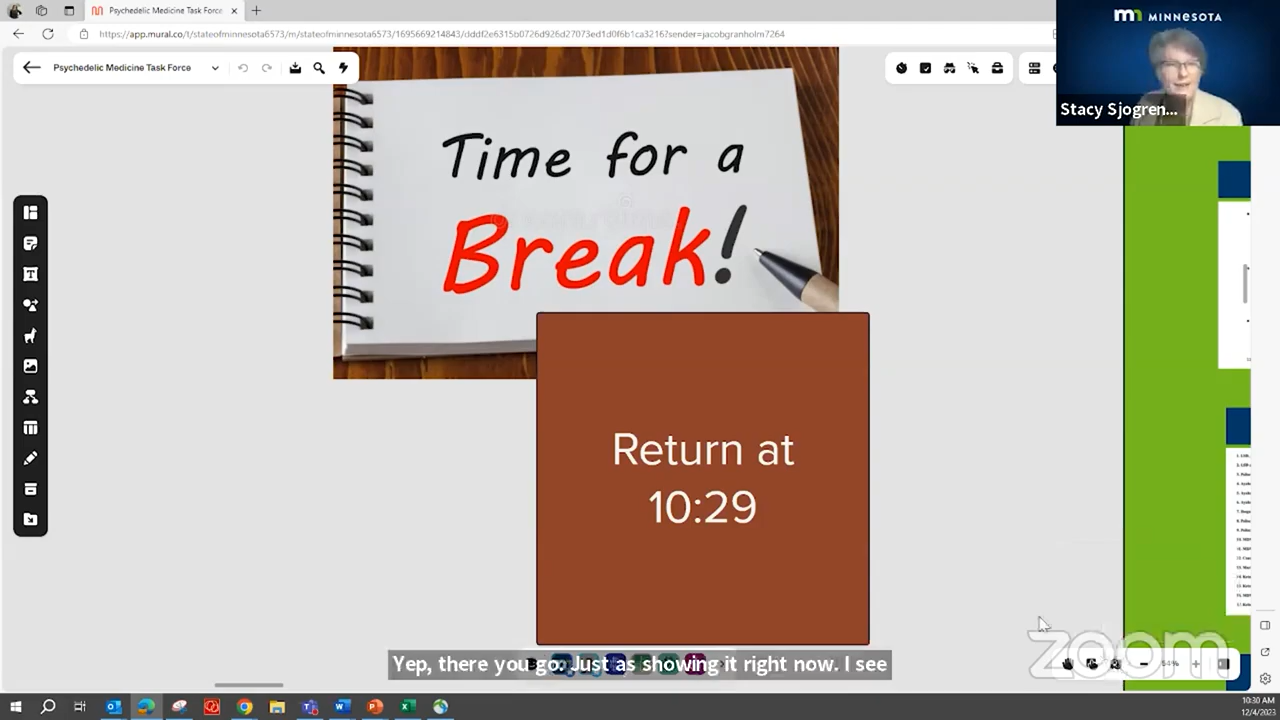 Psychedelic Medicine Task Force
https://app.mural.co/t/stateofminnesota6573/m/stateofminnesota6573/1695669214843/dddf2e6315b0726d926d27073ed1d0f6b1ca3216?sender=jacobgranholm7264
Psychedelic Medicine Task Force
MINNESOTA
Stacy Sjogren...
Time for a
Break!
Return at
10:29
Yep, there you go. Just as showing it right now. I see
zoom
54%
10:30 AM
12/4/2023